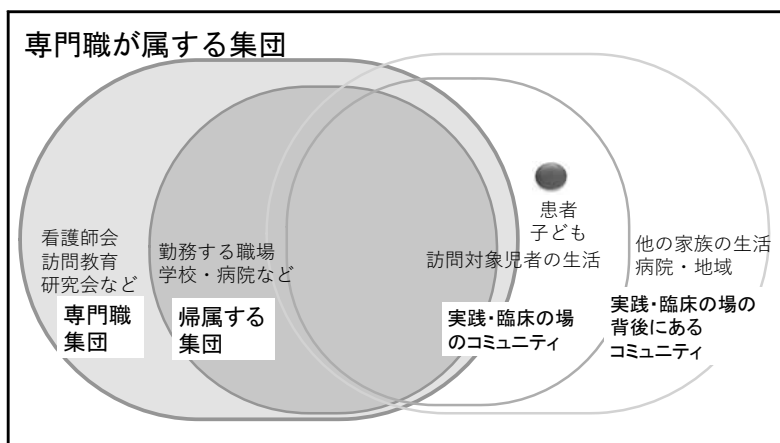 専門職が属する集団
看護師会
訪問教育
研究会など
専門職
集団
勤務する職場
学校・病院など
帰属する
集団
患者
子ども
訪問対象児者の生活
実践・臨床の場
のコミュニティ
他の家族の生活
病院・地域
実践・臨床の場の
背後にある
コミュニティ